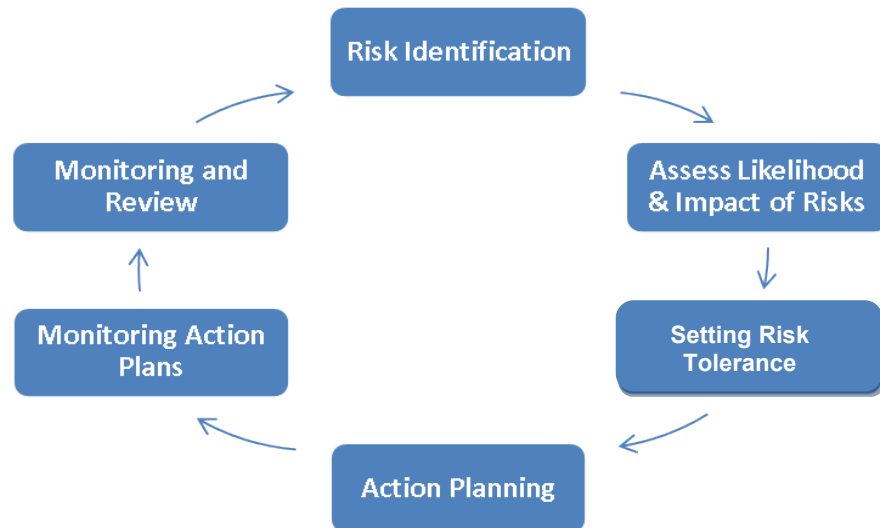 Risk Identification
Assess Likelihood
& Impact of Risks
Setting Risk
Tolerance
Action Planning
Monitoring Action
Plans
Monitoring and
Review